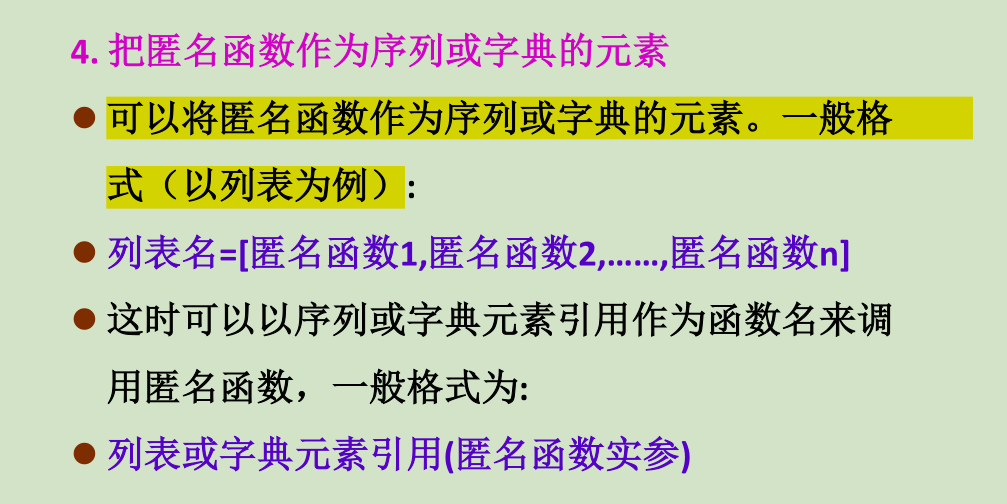 4. 把匿名函数作为序列或字典的元素
● 可以将匿名函数作为序列或字典的元素。一般格
式（以列表为例）:
● 列表名=[匿名函数1,匿名函数2,……,匿名函数n]
● 这时可以以序列或字典元素引用作为函数名来调
用匿名函数，一般格式为:
● 列表或字典元素引用(匿名函数实参)